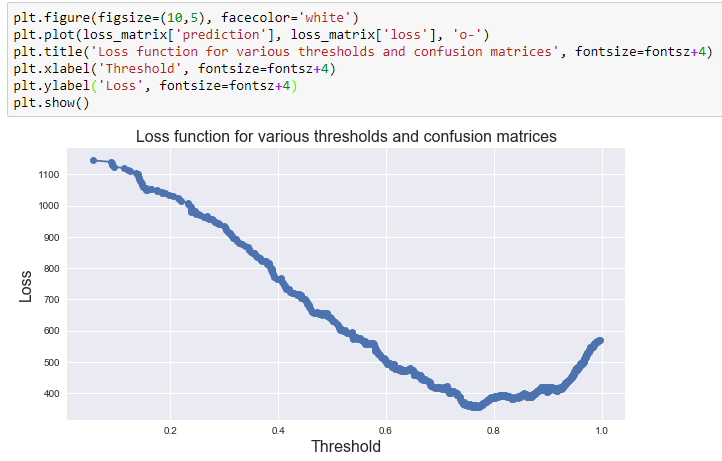 plt.figure(figsize=(10,5), facecolor='white')
plt.plot(loss_matrix['prediction'], loss_matrix['loss'], 'o-')
plt.title('Loss function for various thresholds and confusion matrices', fontsize=fontsz+4)
plt.xlabel('Threshold', fontsize=fontsz+4)
plt.ylabel('Loss', fontsize=fontsz+4)
plt.show()
Loss function for various thresholds and confusion matrices
1100
1000
900
800
700
600
500
400
Loss
0.2 0.4 0.6 0.8 1.0
Threshold